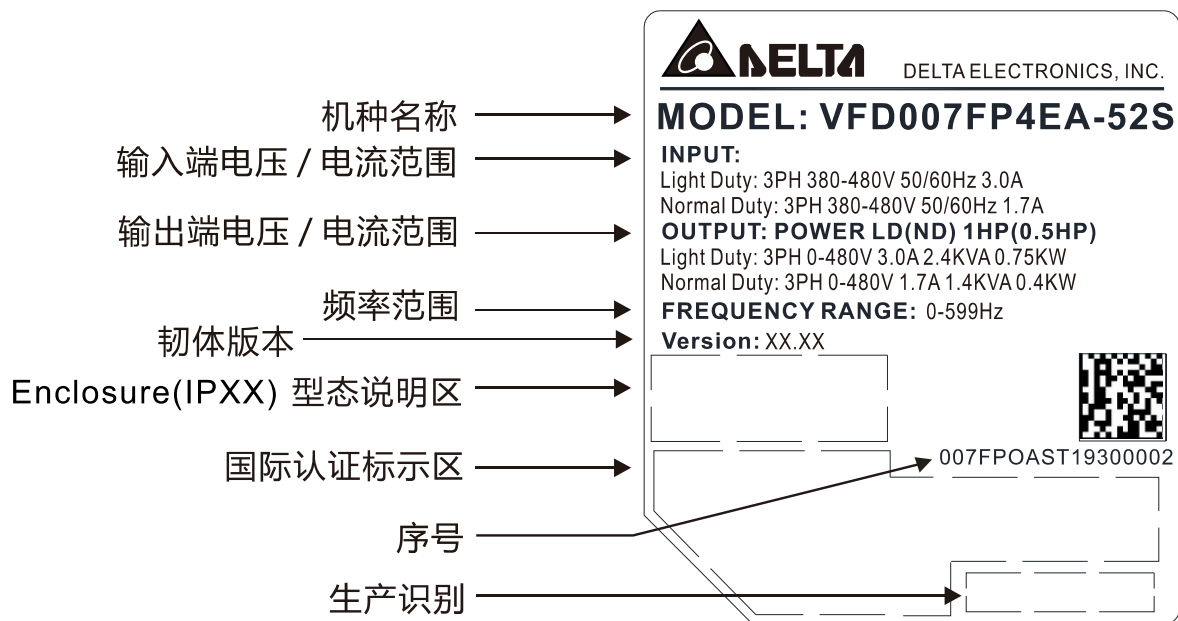 DELTA DELTA ELECTRONICS, INC.
机种名称
MODEL: VFD007FP4EA-52S
输入端电压 / 电流范围
INPUT:
Light Duty: 3PH 380-480V 50/60Hz 3.0A
Normal Duty: 3PH 380-480V 50/60Hz 1.7A
输出端电压 / 电流范围
OUTPUT: POWER LD(ND) 1HP(0.5HP)
Light Duty: 3PH 0-480V 3.0A 2.4KVA 0.75KW
Normal Duty: 3PH 0-480V 1.7A 1.4KVA 0.4KW
频率范围
FREQUENCY RANGE: 0-599Hz
韧体版本
Version: XX.XX
Enclosure(IPXX) 型态说明区
国际认证标示区
007FPOAST19300002
序号
生产识别